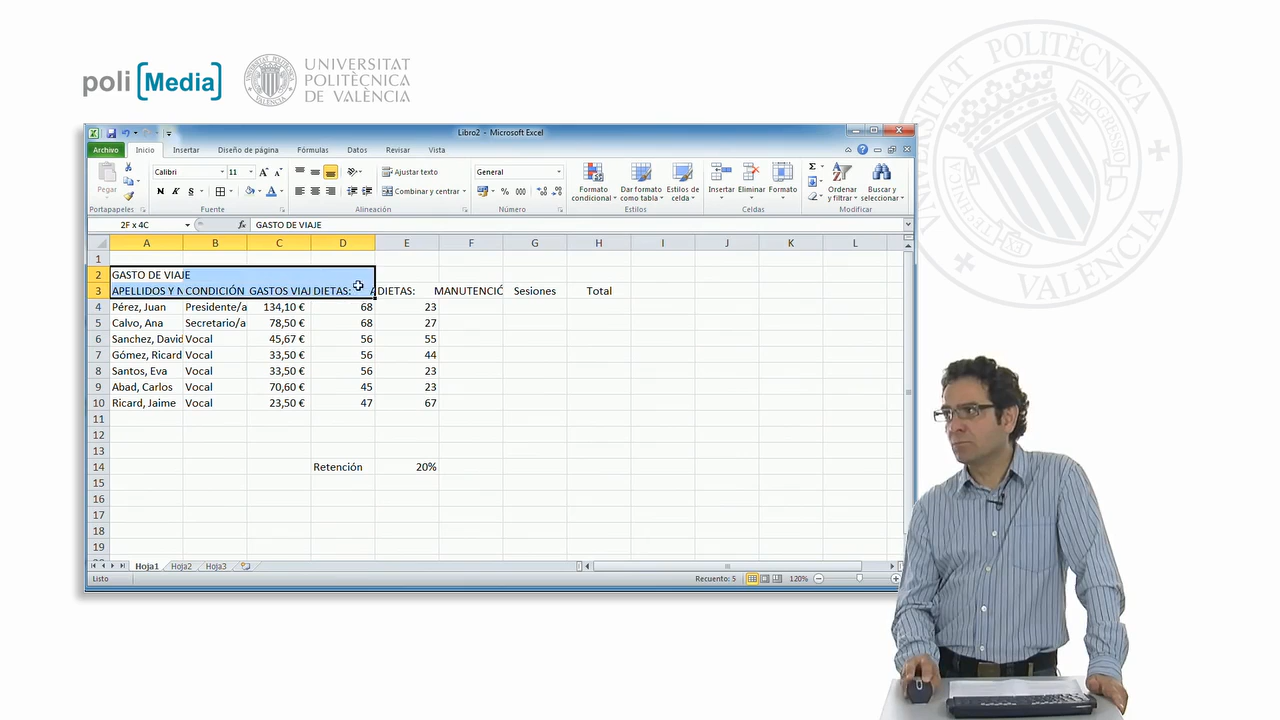 poli [Media]
UNIVERSITAT
POLITÈCNICA
DE VALÈNCIA
UNIVERSITAT POLITÈCNICA
DE VALÈNCIA
Libro2 - Microsoft Excel
Archivo Inicio Insertar Diseño de página Fórmulas Datos Revisar Vista
Pegar
Calibri 11
N K S
Ajustar texto
Combinar y centrar
General
% 000
Formato condicional
Dar formato como tabla
Estilos de celda
Insertar Eliminar Formato
Ordenar y filtrar
Buscar y seleccionar
Portapapeles Fuente Alineación Número Estilos Celdas Modificar
2F x 4C fx GASTO DE VIAJE
A B C D E F G H I J K L
1
2 GASTO DE VIAJE
3 APELLIDOS Y N CONDICIÓN GASTOS VIAJ DIETAS: A DIETAS: MANUTENCIÓ Sesiones Total
4 Pérez, Juan Presidente/a 134,10 € 68 23
5 Calvo, Ana Secretario/a 78,50 € 68 27
6 Sanchez, David Vocal 45,67 € 56 55
7 Gómez, Ricard Vocal 33,50 € 56 44
8 Santos, Eva Vocal 33,50 € 56 23
9 Abad, Carlos Vocal 70,60 € 45 23
10 Ricard, Jaime Vocal 23,50 € 47 67
11
12
13
14 Retención 20%
15
16
17
18
19
Hoja1 Hoja2 Hoja3
Listo Recuento: 5 120%